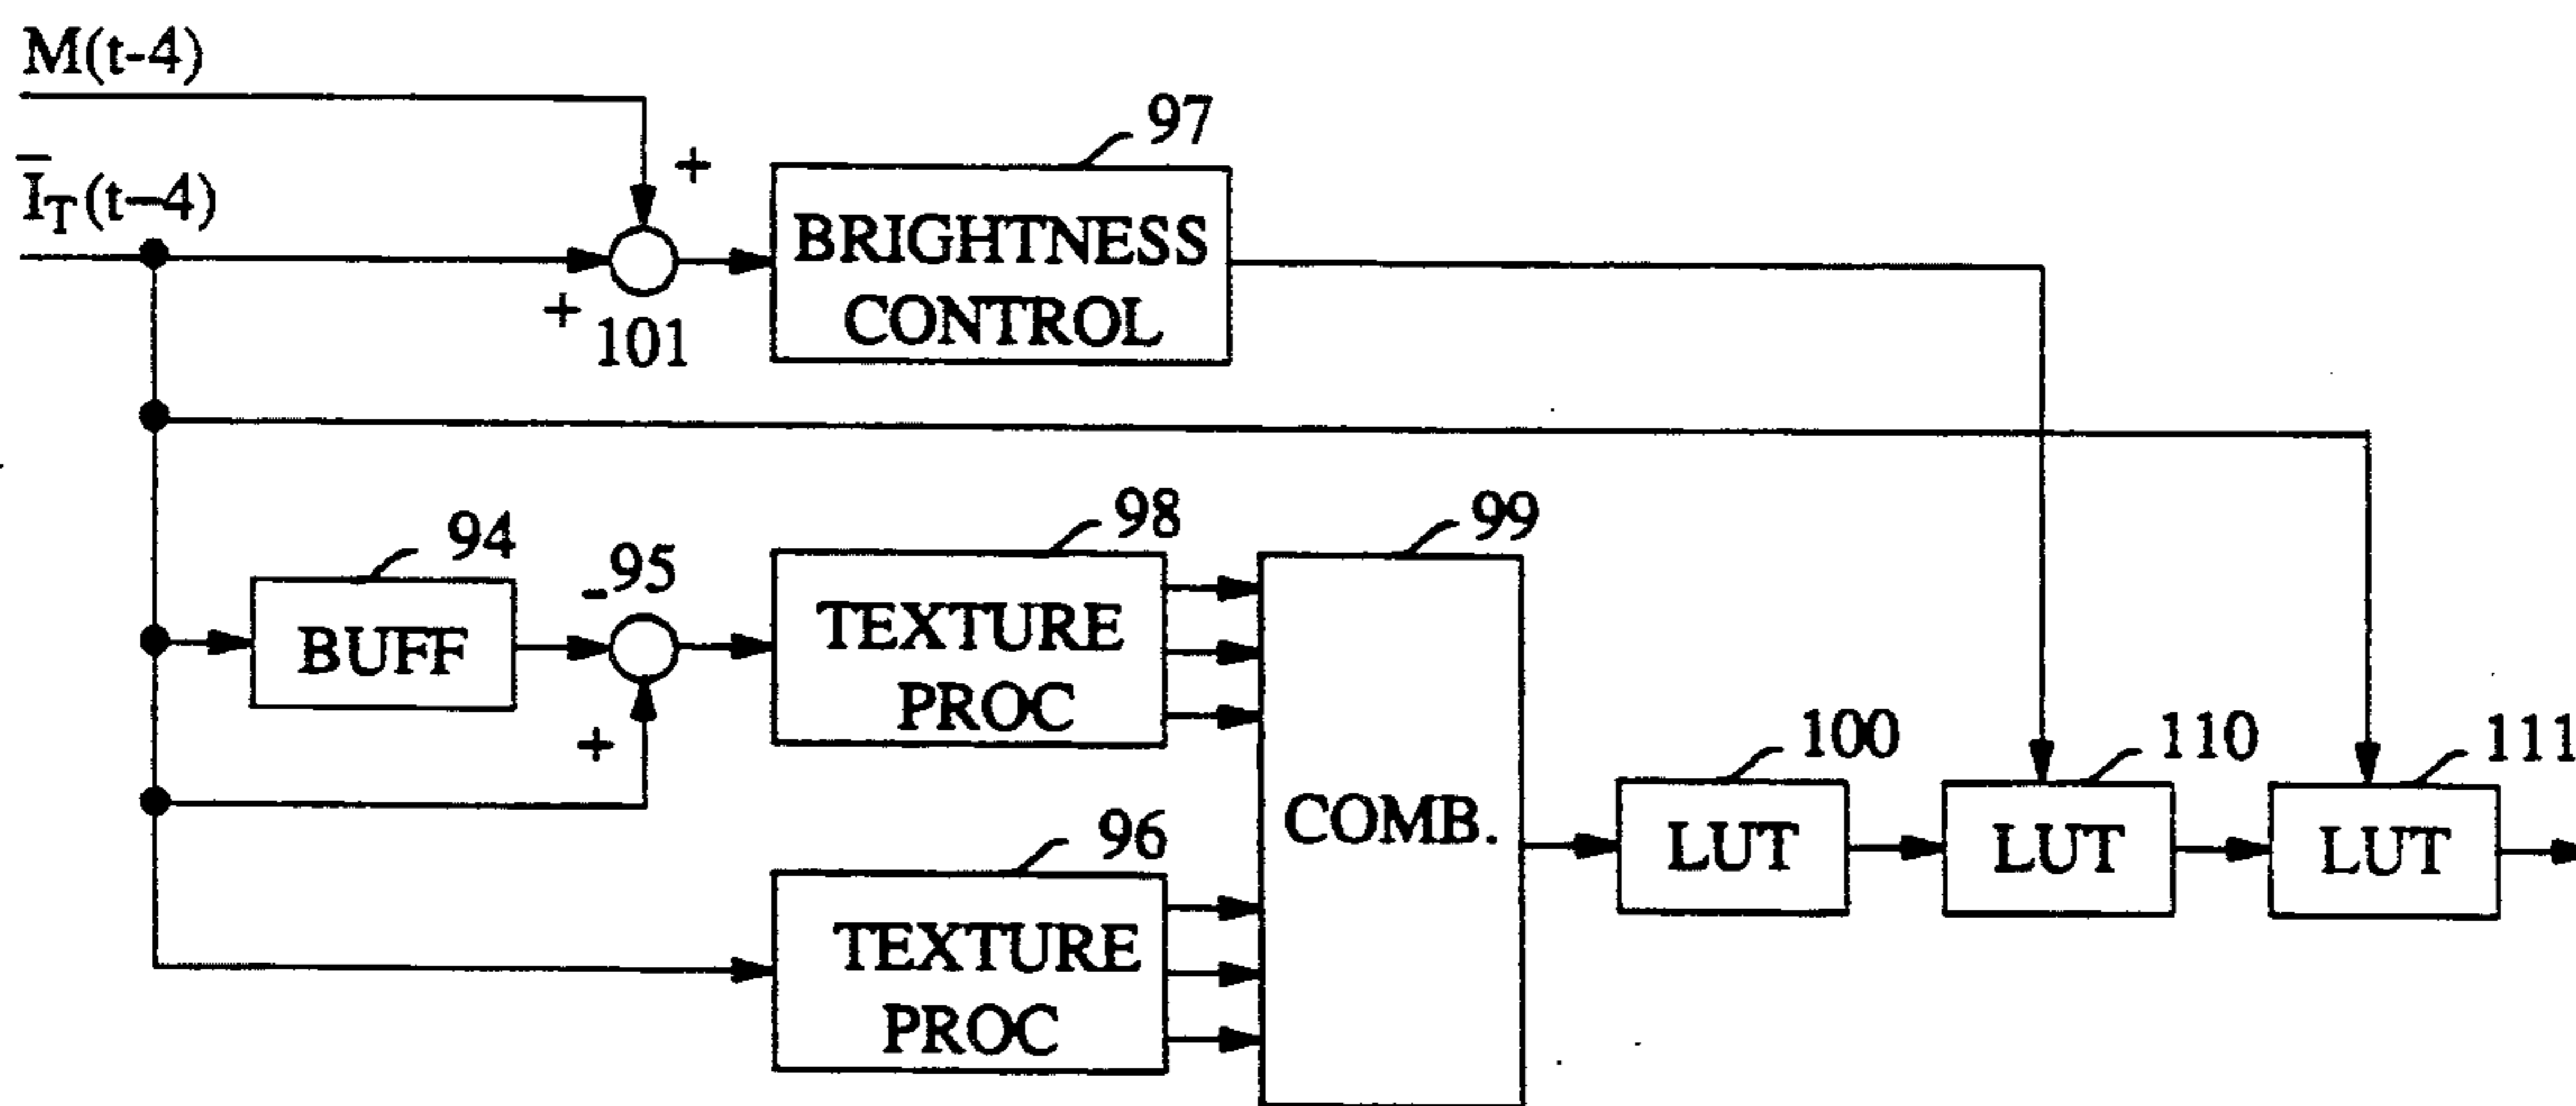 M(t-4)
I̅T(t-4)
+
97
BRIGHTNESS
CONTROL
+
101
94
BUFF
- 95
+
98
TEXTURE
PROC
99
COMB.
96
TEXTURE
PROC
100
LUT
110
LUT
111
LUT